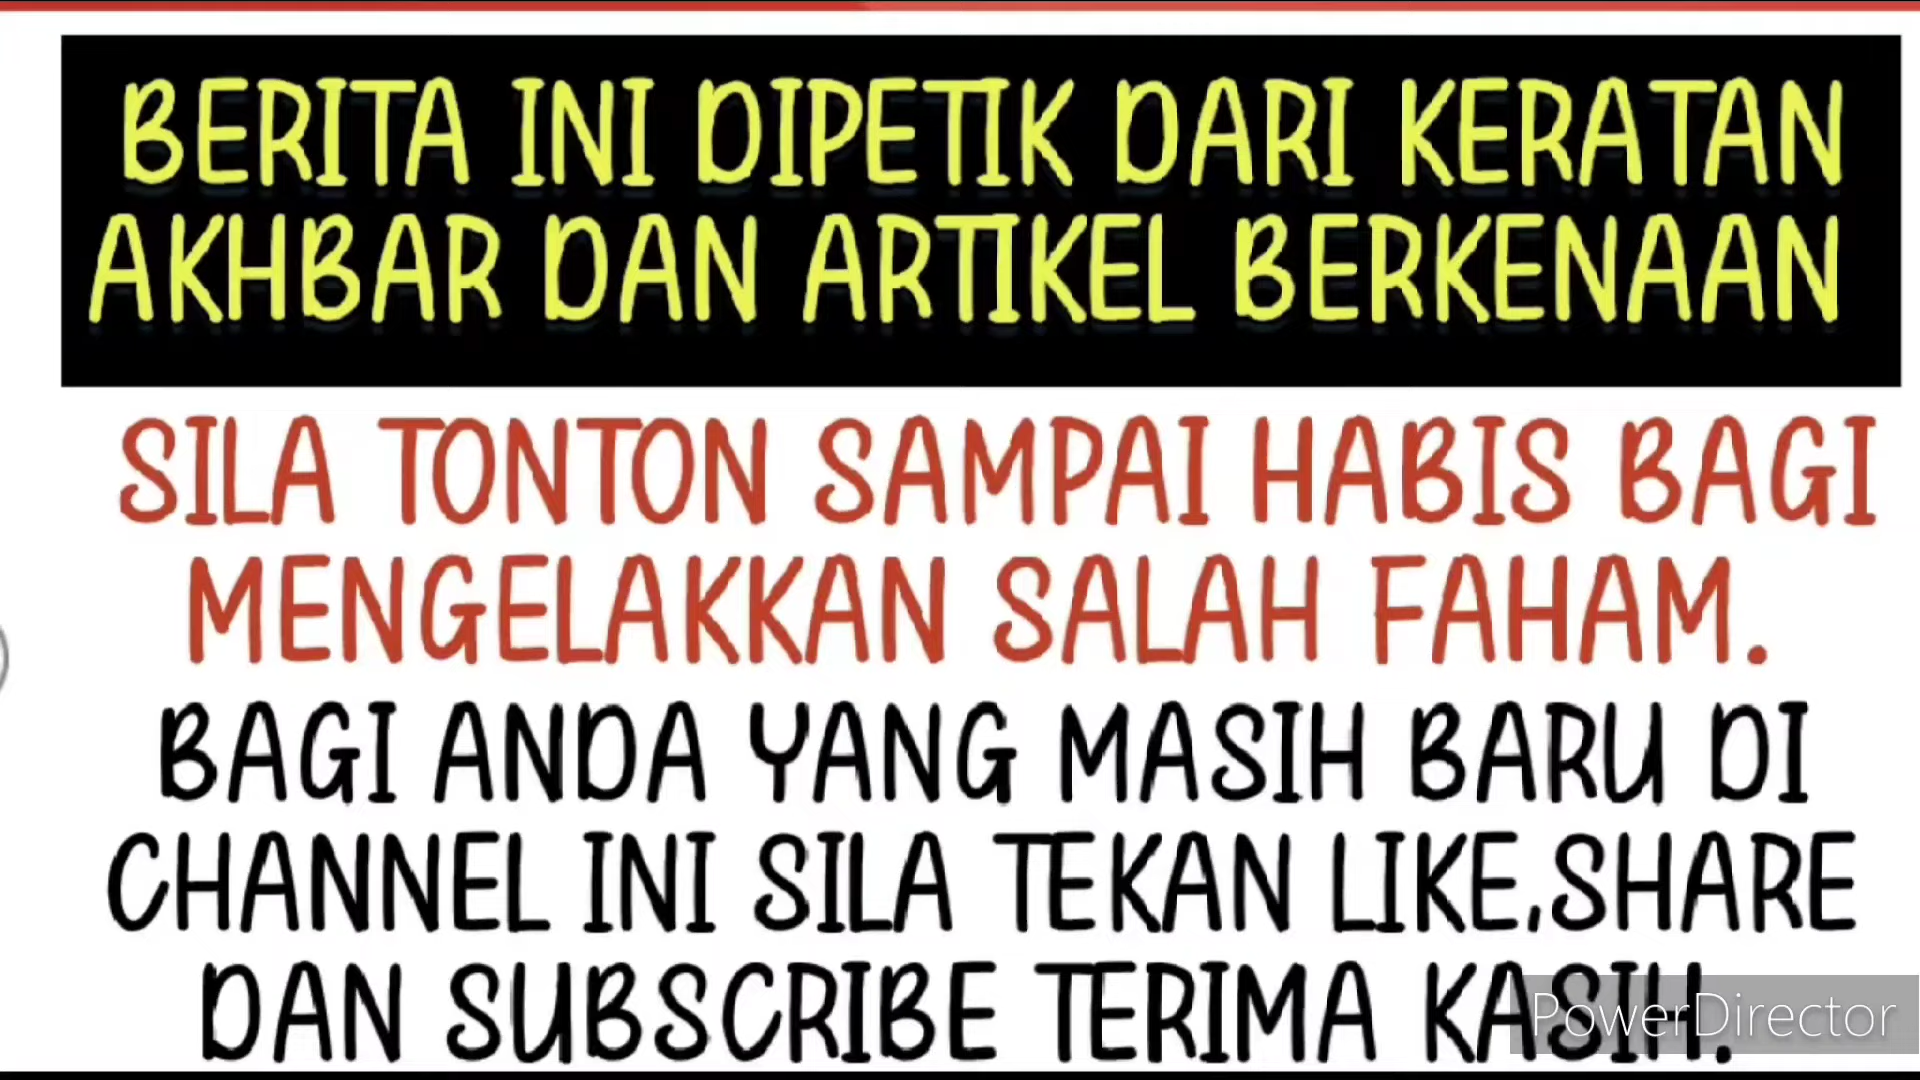 BERITA INI DIPETIK DARI KERATAN
AKHBAR DAN ARTIKEL BERKENAAN
SILA TONTON SAMPAI HABIS BAGI
MENGELAKKAN SALAH FAHAM.
BAGI ANDA YANG MASIH BARU DI
CHANNEL INI SILA TEKAN LIKE,SHARE
DAN SUBSCRIBE TERIMA KASIH.
PowerDirector